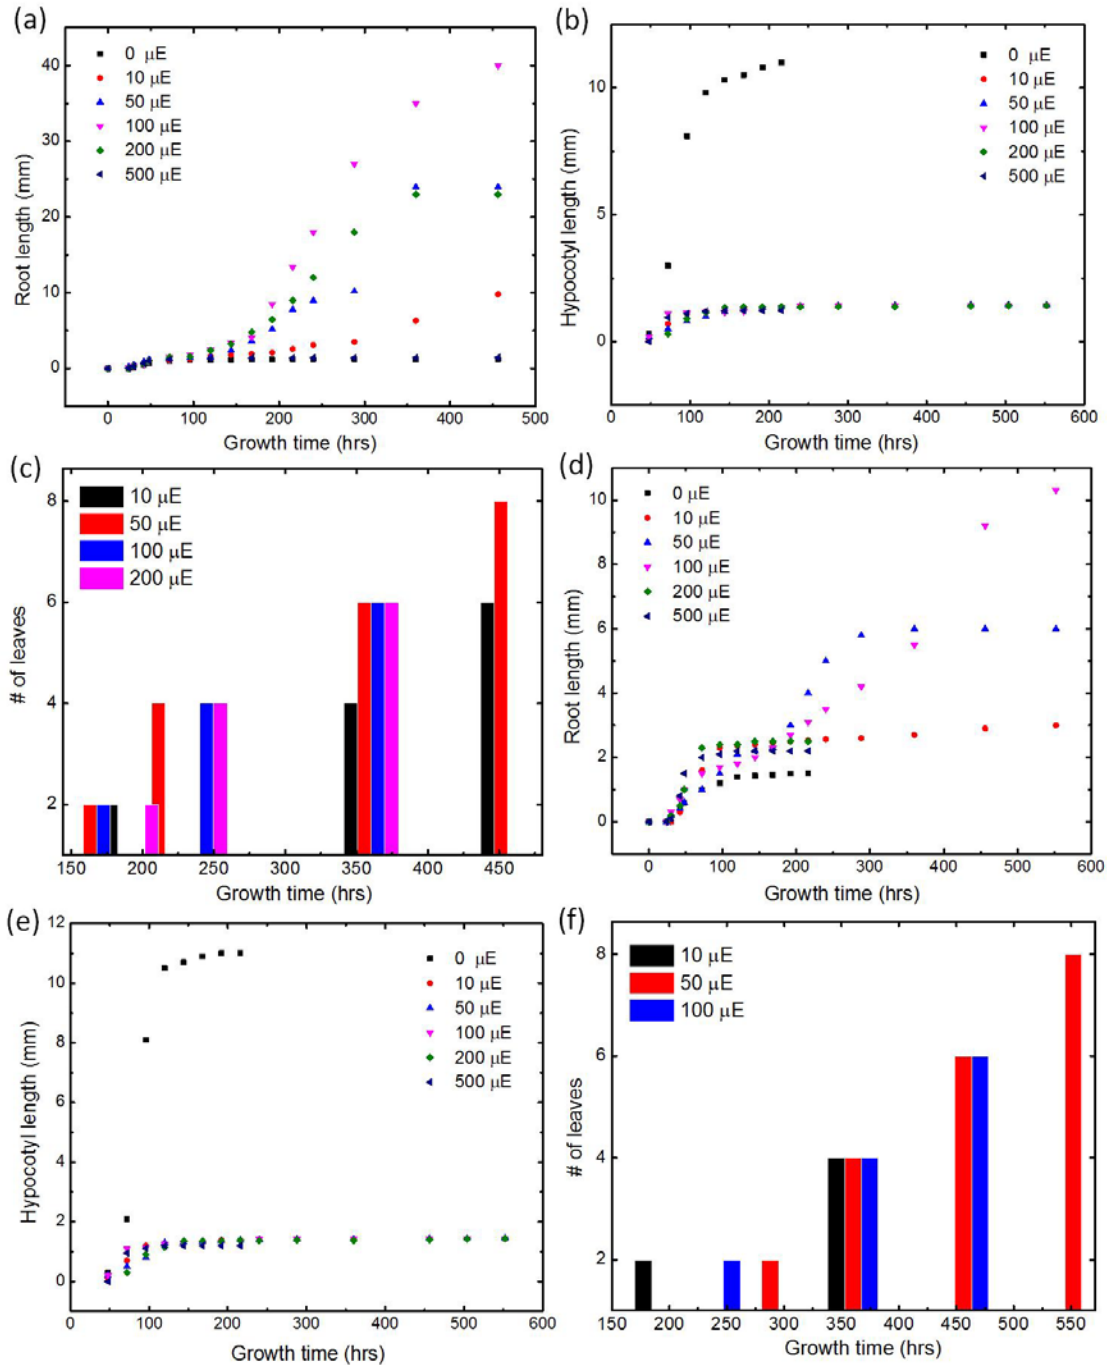 (a)
0 μE
10 μE
50 μE
100 μE
200 μE
500 μE
40
30
20
10
0
Root length (mm)
0 100 200 300 400 500
Growth time (hrs)
(b)
0 μE
10 μE
50 μE
100 μE
200 μE
500 μE
10
5
0
Hypocotyl length (mm)
0 100 200 300 400 500 600
Growth time (hrs)
(c)
10 μE
50 μE
100 μE
200 μE
8
6
4
2
# of leaves
150 200 250 300 350 400 450
Growth time (hrs)
(d)
0 μE
10 μE
50 μE
100 μE
200 μE
500 μE
10
8
6
4
2
0
Root length (mm)
0 100 200 300 400 500 600
Growth time (hrs)
(e)
0 μE
10 μE
50 μE
100 μE
200 μE
500 μE
12
10
8
6
4
2
0
Hypocotyl length (mm)
0 100 200 300 400 500 600
Growth time (hrs)
(f)
10 μE
50 μE
100 μE
8
6
4
2
# of leaves
150 200 250 300 350 400 450 500 550
Growth time (hrs)